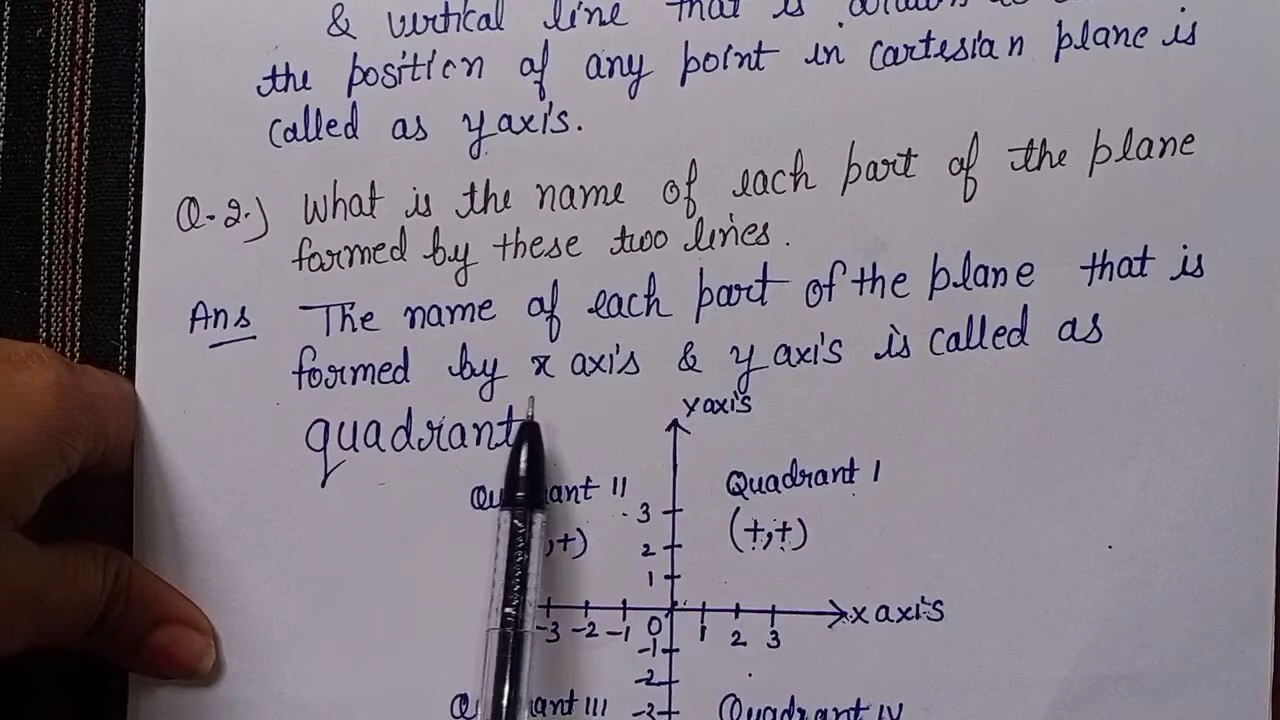 & vertical line that is
the position of any point in cartesian plane is
called as y axis.
Q-2.) What is the name of each part of the plane
formed by these two lines.
Ans The name of each part of the plane that is
formed by x axis & y axis is called as
quadrant
Y axis
Quadrant I
(+,+)
II
,+)
3
2
1
-3 -2 -1 0 1 2 3
x axis
-1
-2
-3
III
Quadrant IV